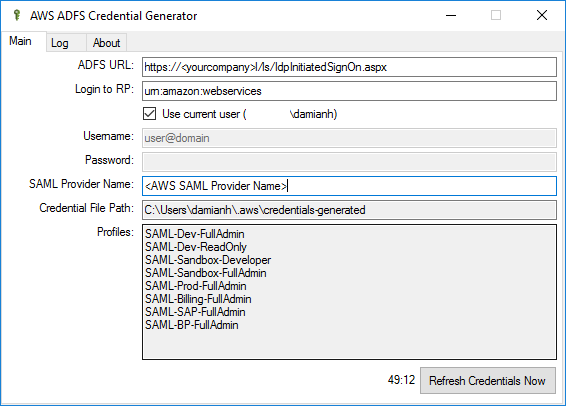 AWS ADFS Credential Generator
Main Log About
ADFS URL: https://<yourcompany>l/ls/IdpInitiatedSignOn.aspx
Login to RP: urn:amazon:webservices
Use current user ( \damianh)
Username: user@domain
Password:
SAML Provider Name: <AWS SAML Provider Name>
Credential File Path: C:\Users\damianh\.aws\credentials-generated
Profiles: SAML-Dev-FullAdmin
SAML-Dev-ReadOnly
SAML-Sandbox-Developer
SAML-Sandbox-FullAdmin
SAML-Prod-FullAdmin
SAML-Billing-FullAdmin
SAML-SAP-FullAdmin
SAML-BP-FullAdmin
49:12 Refresh Credentials Now